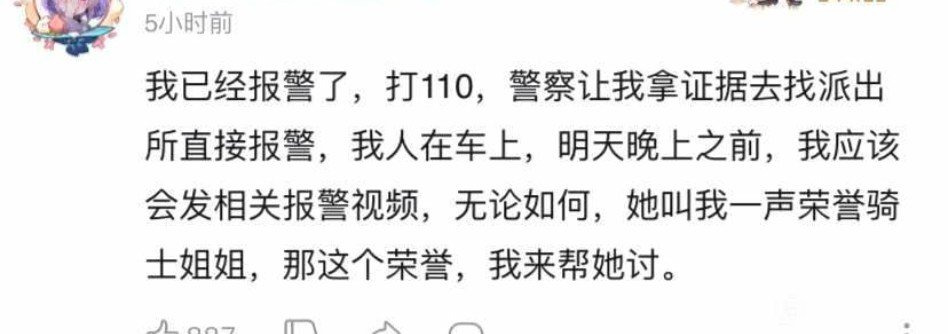 5小时前
我已经报警了，打110，警察让我拿证据去找派出
所直接报警，我人在车上，明天晚上之前，我应该
会发相关报警视频，无论如何，她叫我一声荣誉骑
士姐姐，那这个荣誉，我来帮她讨。